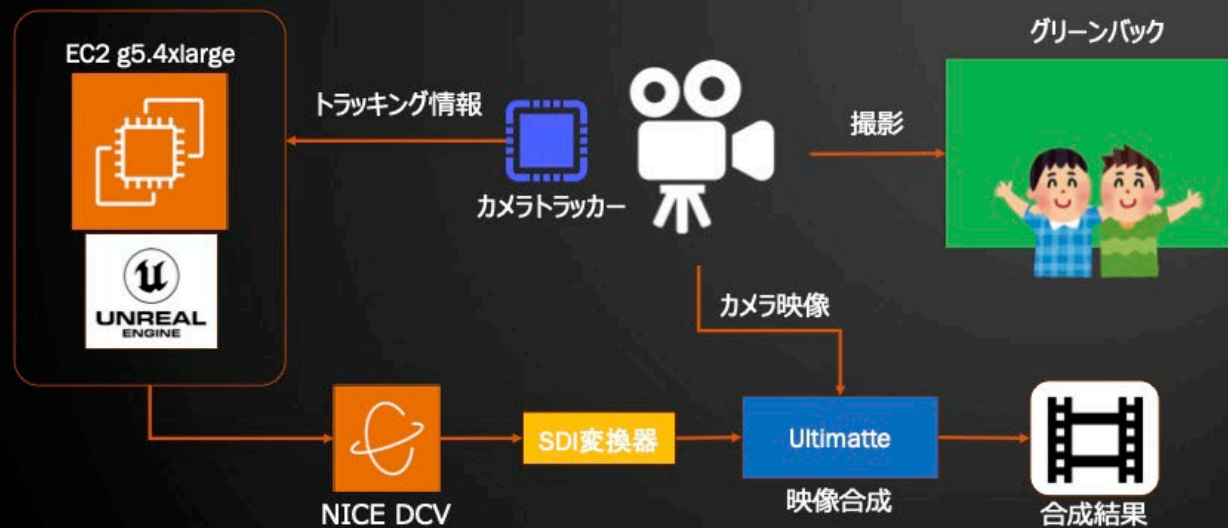 グリーンバック
EC2 g5.4xlarge
トラッキング情報
撮影
カメラトラッカー
UNREAL
ENGINE
カメラ映像
SDI変換器
Ultimatte
NICE DCV
映像合成
合成結果